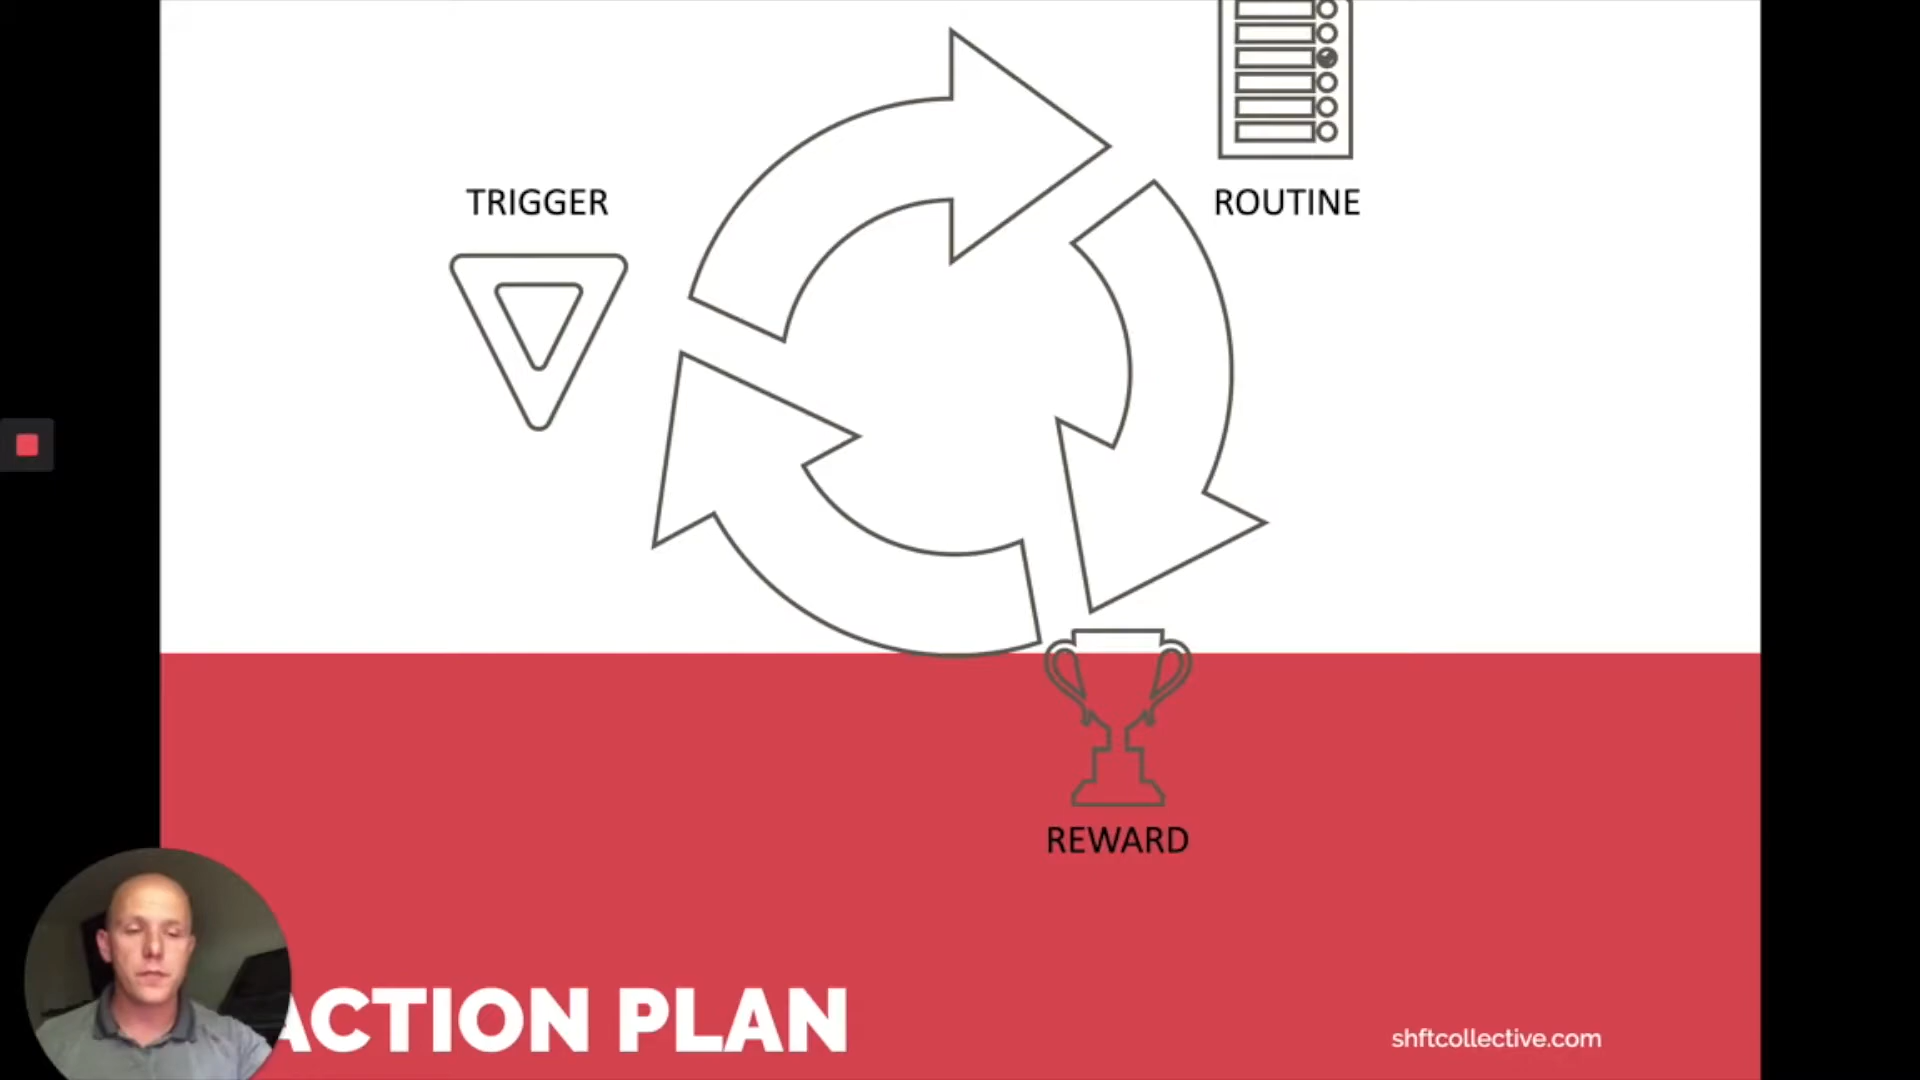 TRIGGER
ROUTINE
REWARD
ACTION PLAN
shftcollective.com